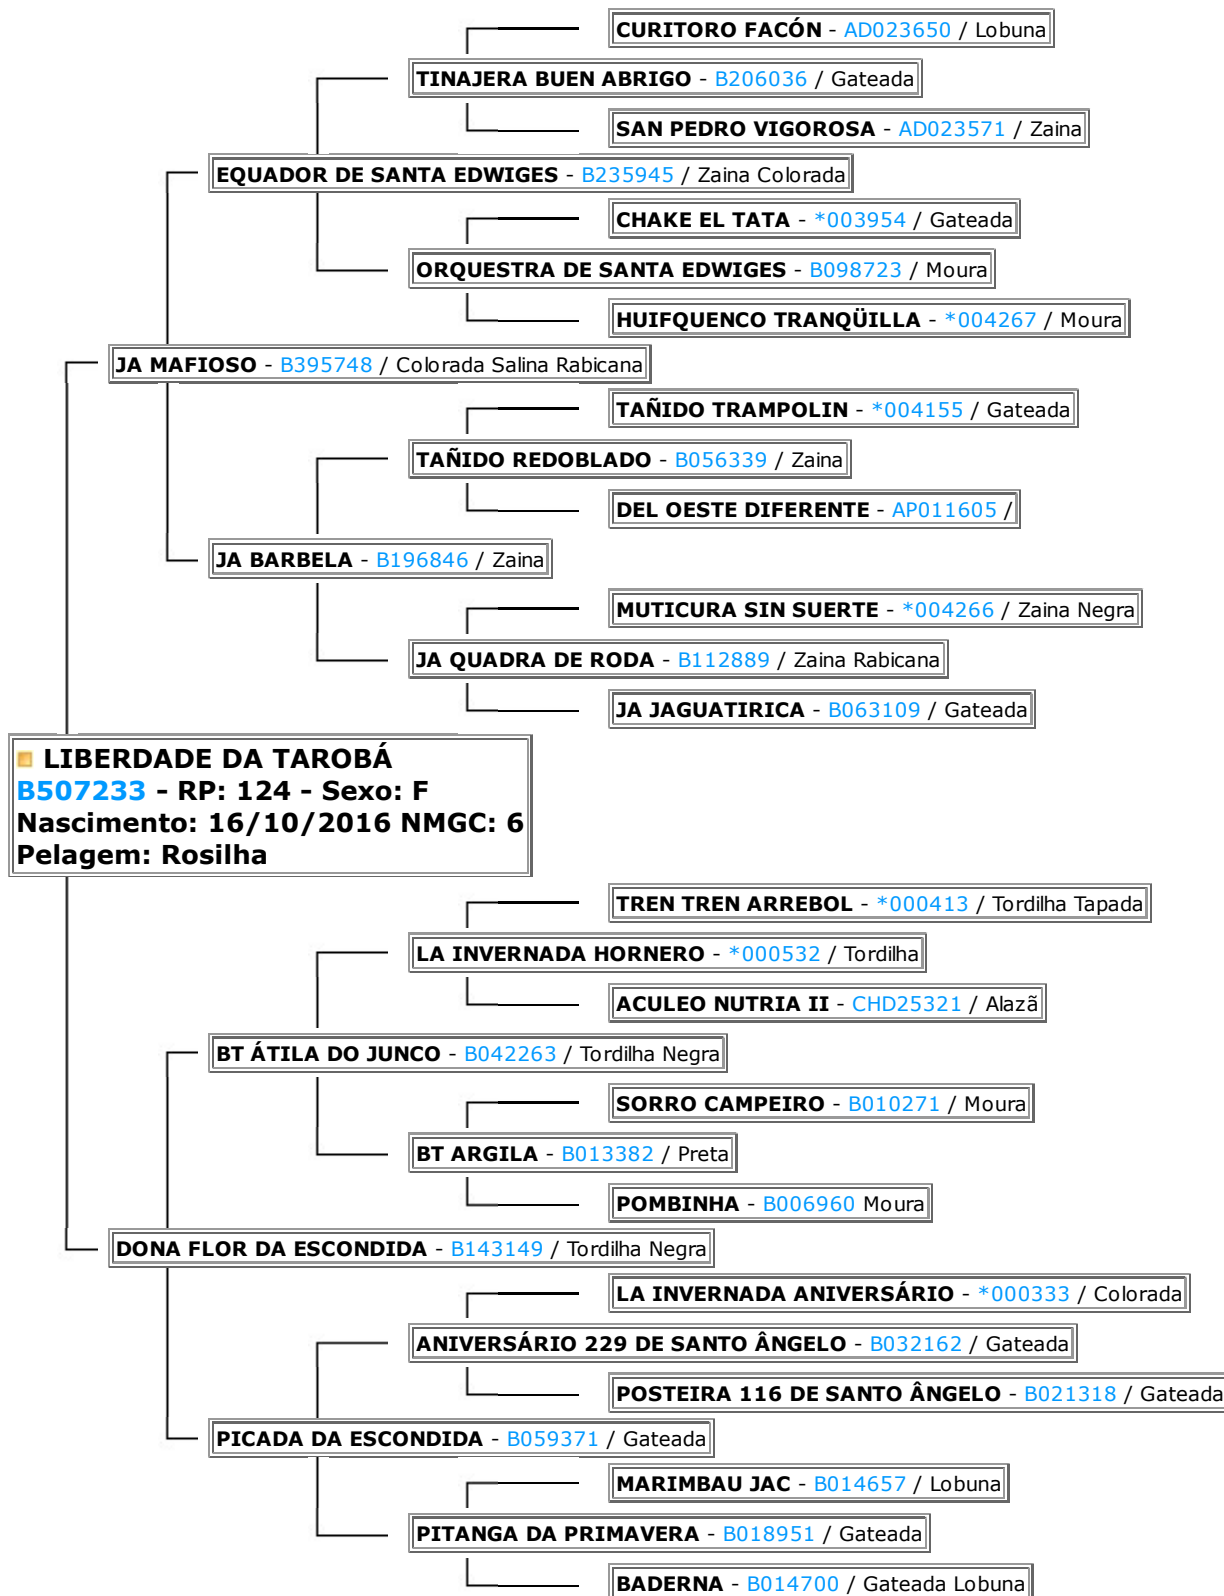 CURITORO FACÓN - AD023650 / Lobuna
TINAJERA BUEN ABRIGO - B206036 / Gateada
SAN PEDRO VIGOROSA - AD023571 / Zaina
EQUADOR DE SANTA EDWIGES - B235945 / Zaina Colorada
CHAKE EL TATA - *003954 / Gateada
ORQUESTRA DE SANTA EDWIGES - B098723 / Moura
HUIFQUENCO TRANQÜILLA - *004267 / Moura
JA MAFIOSO - B395748 / Colorada Salina Rabicana
TAÑIDO TRAMPOLIN - *004155 / Gateada
TAÑIDO REDOBLADO - B056339 / Zaina
DEL OESTE DIFERENTE - AP011605 /
JA BARBELA - B196846 / Zaina
MUTICURA SIN SUERTE - *004266 / Zaina Negra
JA QUADRA DE RODA - B112889 / Zaina Rabicana
JA JAGUATIRICA - B063109 / Gateada
LIBERDADE DA TAROBÁ
B507233 - RP: 124 - Sexo: F
Nascimento: 16/10/2016 NMGC: 6
Pelagem: Rosilha
TREN TREN ARREBOL - *000413 / Tordilha Tapada
LA INVERNADA HORNERO - *000532 / Tordilha
ACULEO NUTRIA II - CHD25321 / Alazã
BT ÁTILA DO JUNCO - B042263 / Tordilha Negra
SORRO CAMPEIRO - B010271 / Moura
BT ARGILA - B013382 / Preta
POMBINHA - B006960 Moura
DONA FLOR DA ESCONDIDA - B143149 / Tordilha Negra
LA INVERNADA ANIVERSÁRIO - *000333 / Colorada
ANIVERSÁRIO 229 DE SANTO ÂNGELO - B032162 / Gateada
POSTEIRA 116 DE SANTO ÂNGELO - B021318 / Gateada
PICADA DA ESCONDIDA - B059371 / Gateada
MARIMBAU JAC - B014657 / Lobuna
PITANGA DA PRIMAVERA - B018951 / Gateada
BADERNA - B014700 / Gateada Lobuna